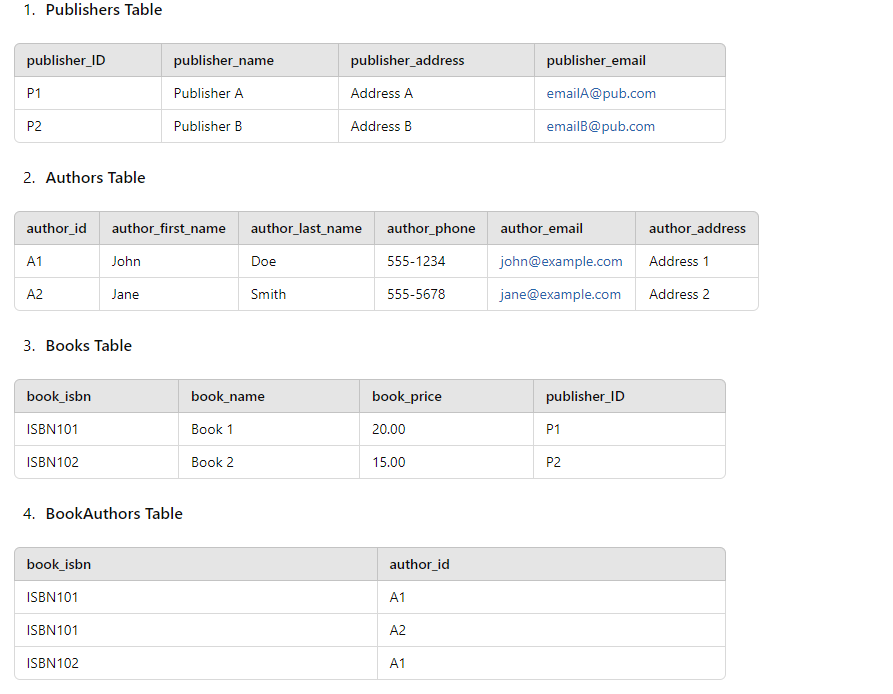 1. Publishers Table
publisher_ID publisher_name publisher_address publisher_email
P1 Publisher A Address A emailA@pub.com
P2 Publisher B Address B emailB@pub.com
2. Authors Table
author_id author_first_name author_last_name author_phone author_email author_address
A1 John Doe 555-1234 john@example.com Address 1
A2 Jane Smith 555-5678 jane@example.com Address 2
3. Books Table
book_isbn book_name book_price publisher_ID
ISBN101 Book 1 20.00 P1
ISBN102 Book 2 15.00 P2
4. BookAuthors Table
book_isbn author_id
ISBN101 A1
ISBN101 A2
ISBN102 A1